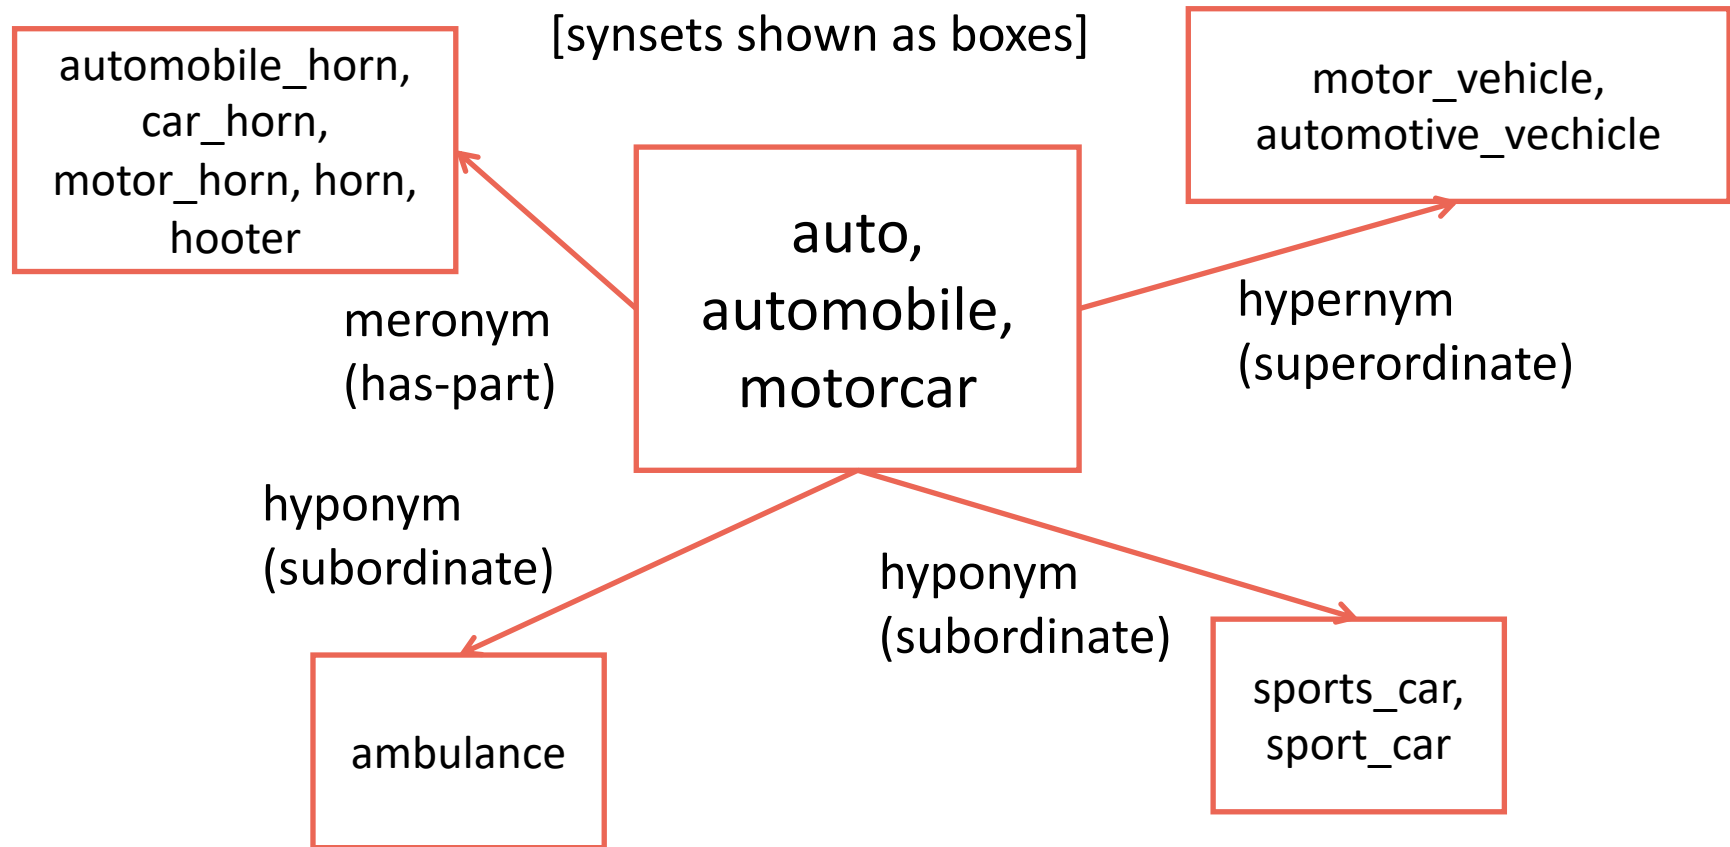 [synsets shown as boxes]
automobile_horn,
car_horn,
motor_horn, horn,
hooter
motor_vehicle,
automotive_vechicle
auto,
automobile,
motorcar
meronym
(has-part)
hypernym
(superordinate)
hyponym
(subordinate)
hyponym
(subordinate)
ambulance
sports_car,
sport_car